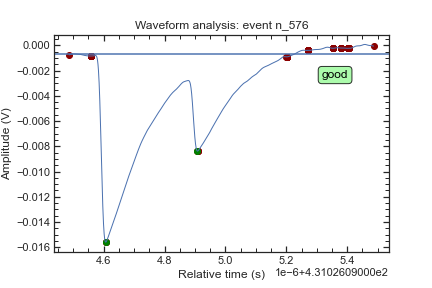 Waveform analysis: event n_576
0.000
−0.002
−0.004
−0.006
−0.008
−0.010
−0.012
−0.014
−0.016
Amplitude (V)
good
4.6 4.8 5.0 5.2 5.4
Relative time (s) 1e−6+4.3102609000e2